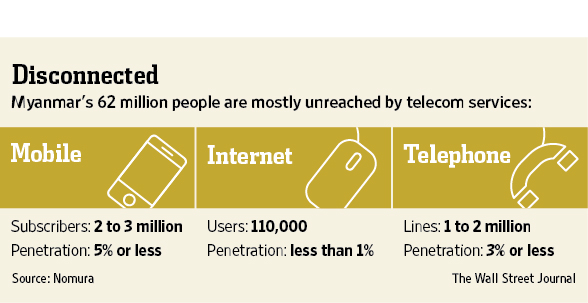 Disconnected
Myanmar's 62 million people are mostly unreached by telecom services:
Mobile
Subscribers: 2 to 3 million
Penetration: 5% or less
Internet
Users: 110,000
Penetration: less than 1%
Telephone
Lines: 1 to 2 million
Penetration: 3% or less
Source: Nomura
The Wall Street Journal